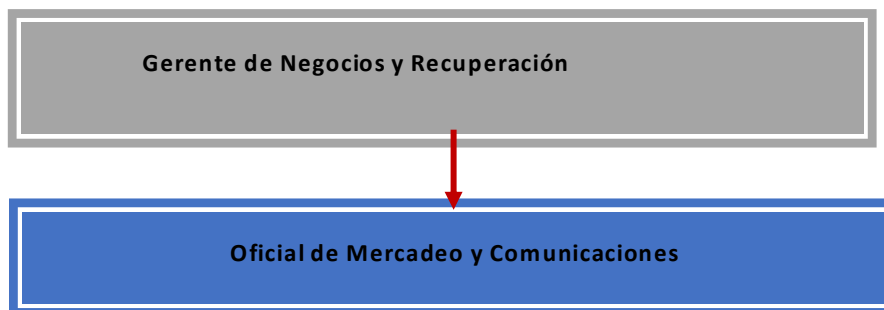 Gerente de Negocios y Recuperación
Oficial de Mercadeo y Comunicaciones